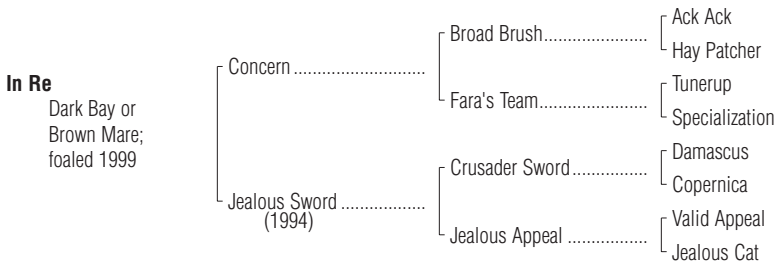 In Re
Dark Bay or
Brown Mare;
foaled 1999
Concern
Jealous Sword
(1994)
Broad Brush
Fara's Team
Crusader Sword
Jealous Appeal
Ack Ack
Hay Patcher
Tunerup
Specialization
Damascus
Copernica
Valid Appeal
Jealous Cat